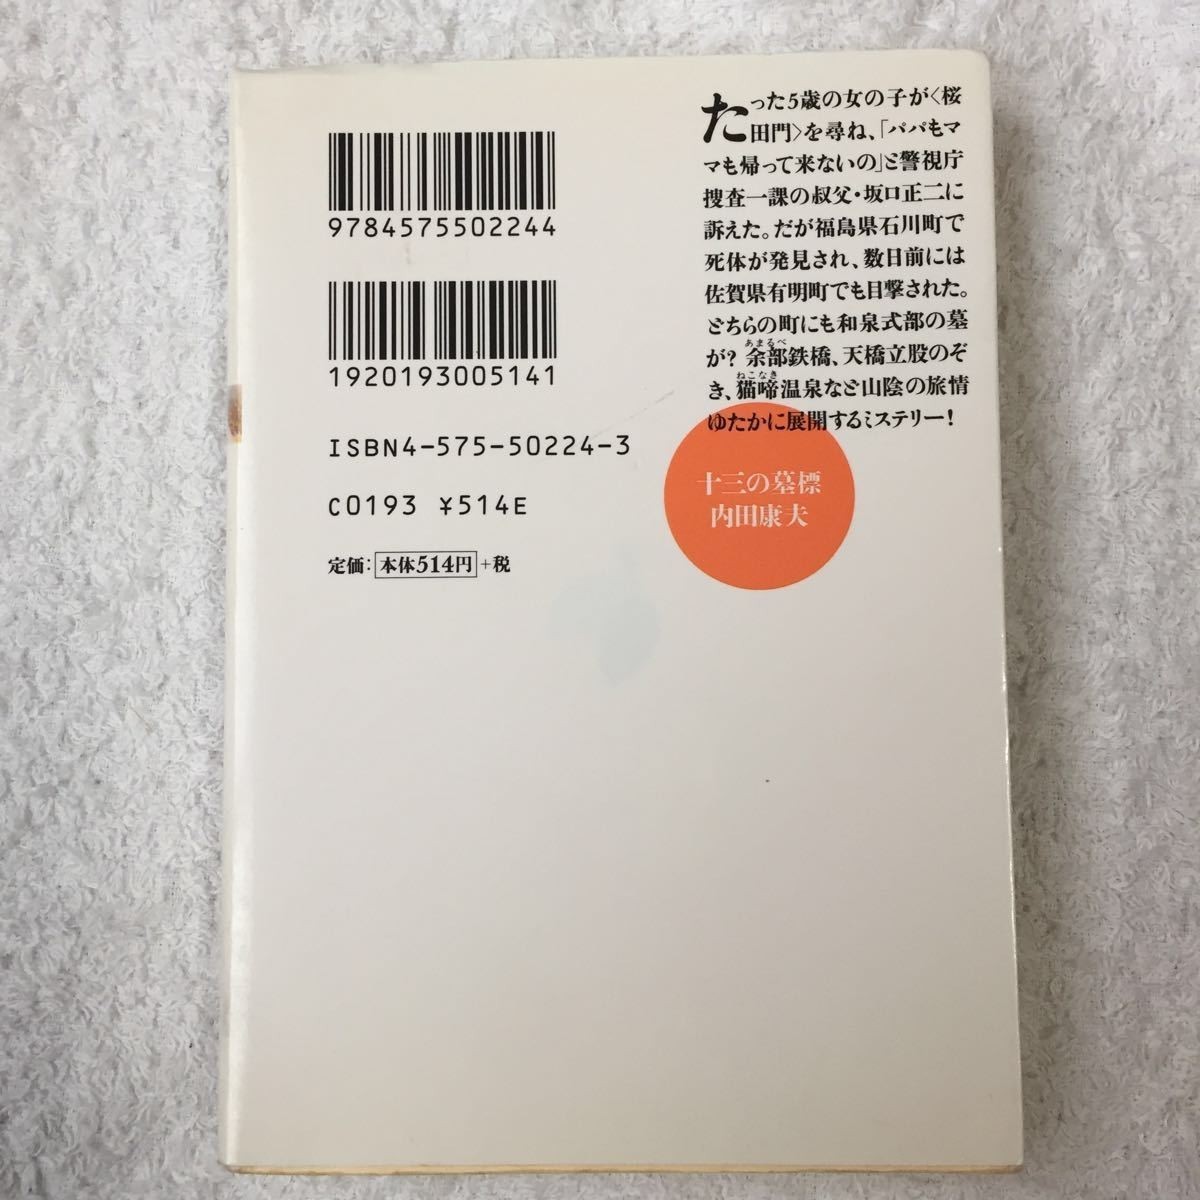 たった5歳の女の子が〈桜
田門〉を尋ね、「パパもマ
マも帰って来ないの」と警視庁
捜査一課の叔父・坂口正二に
訴えた。だが福島県石川町で
死体が発見され、数日前には
佐賀県有明町でも目撃された。
どちらの町にも和泉式部の墓
あまるべ
が?余部鉄橋、天橋立股のぞ
ねこなき
き、猫啼温泉など山陰の旅情
ゆたかに展開するミステリー!
9784575502244
1920193005141
ISBN4-575-50224-3
C0193 ¥514E
定価:本体514円+税
十三の墓標
内田康夫